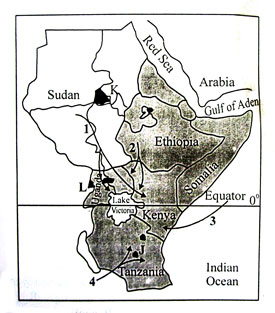 Red Sea
Arabia
Sudan
K
Gulf of Aden
1
S
Ethiopia
2
Somalia
L
Uganda
Lake
Victoria
Equator 0°
Kenya
3
J
Tanzania
4
Indian
Ocean